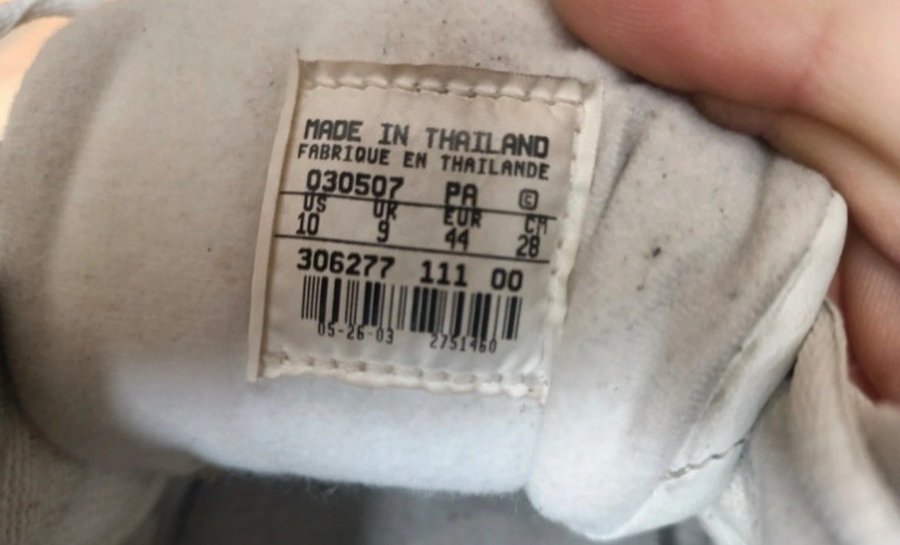 MADE IN THAILAND
FABRIQUE EN THAILANDE
030507 PA ©
US UK EUR CM
10 9 44 28
306277 111 00
05-26-03 2751460